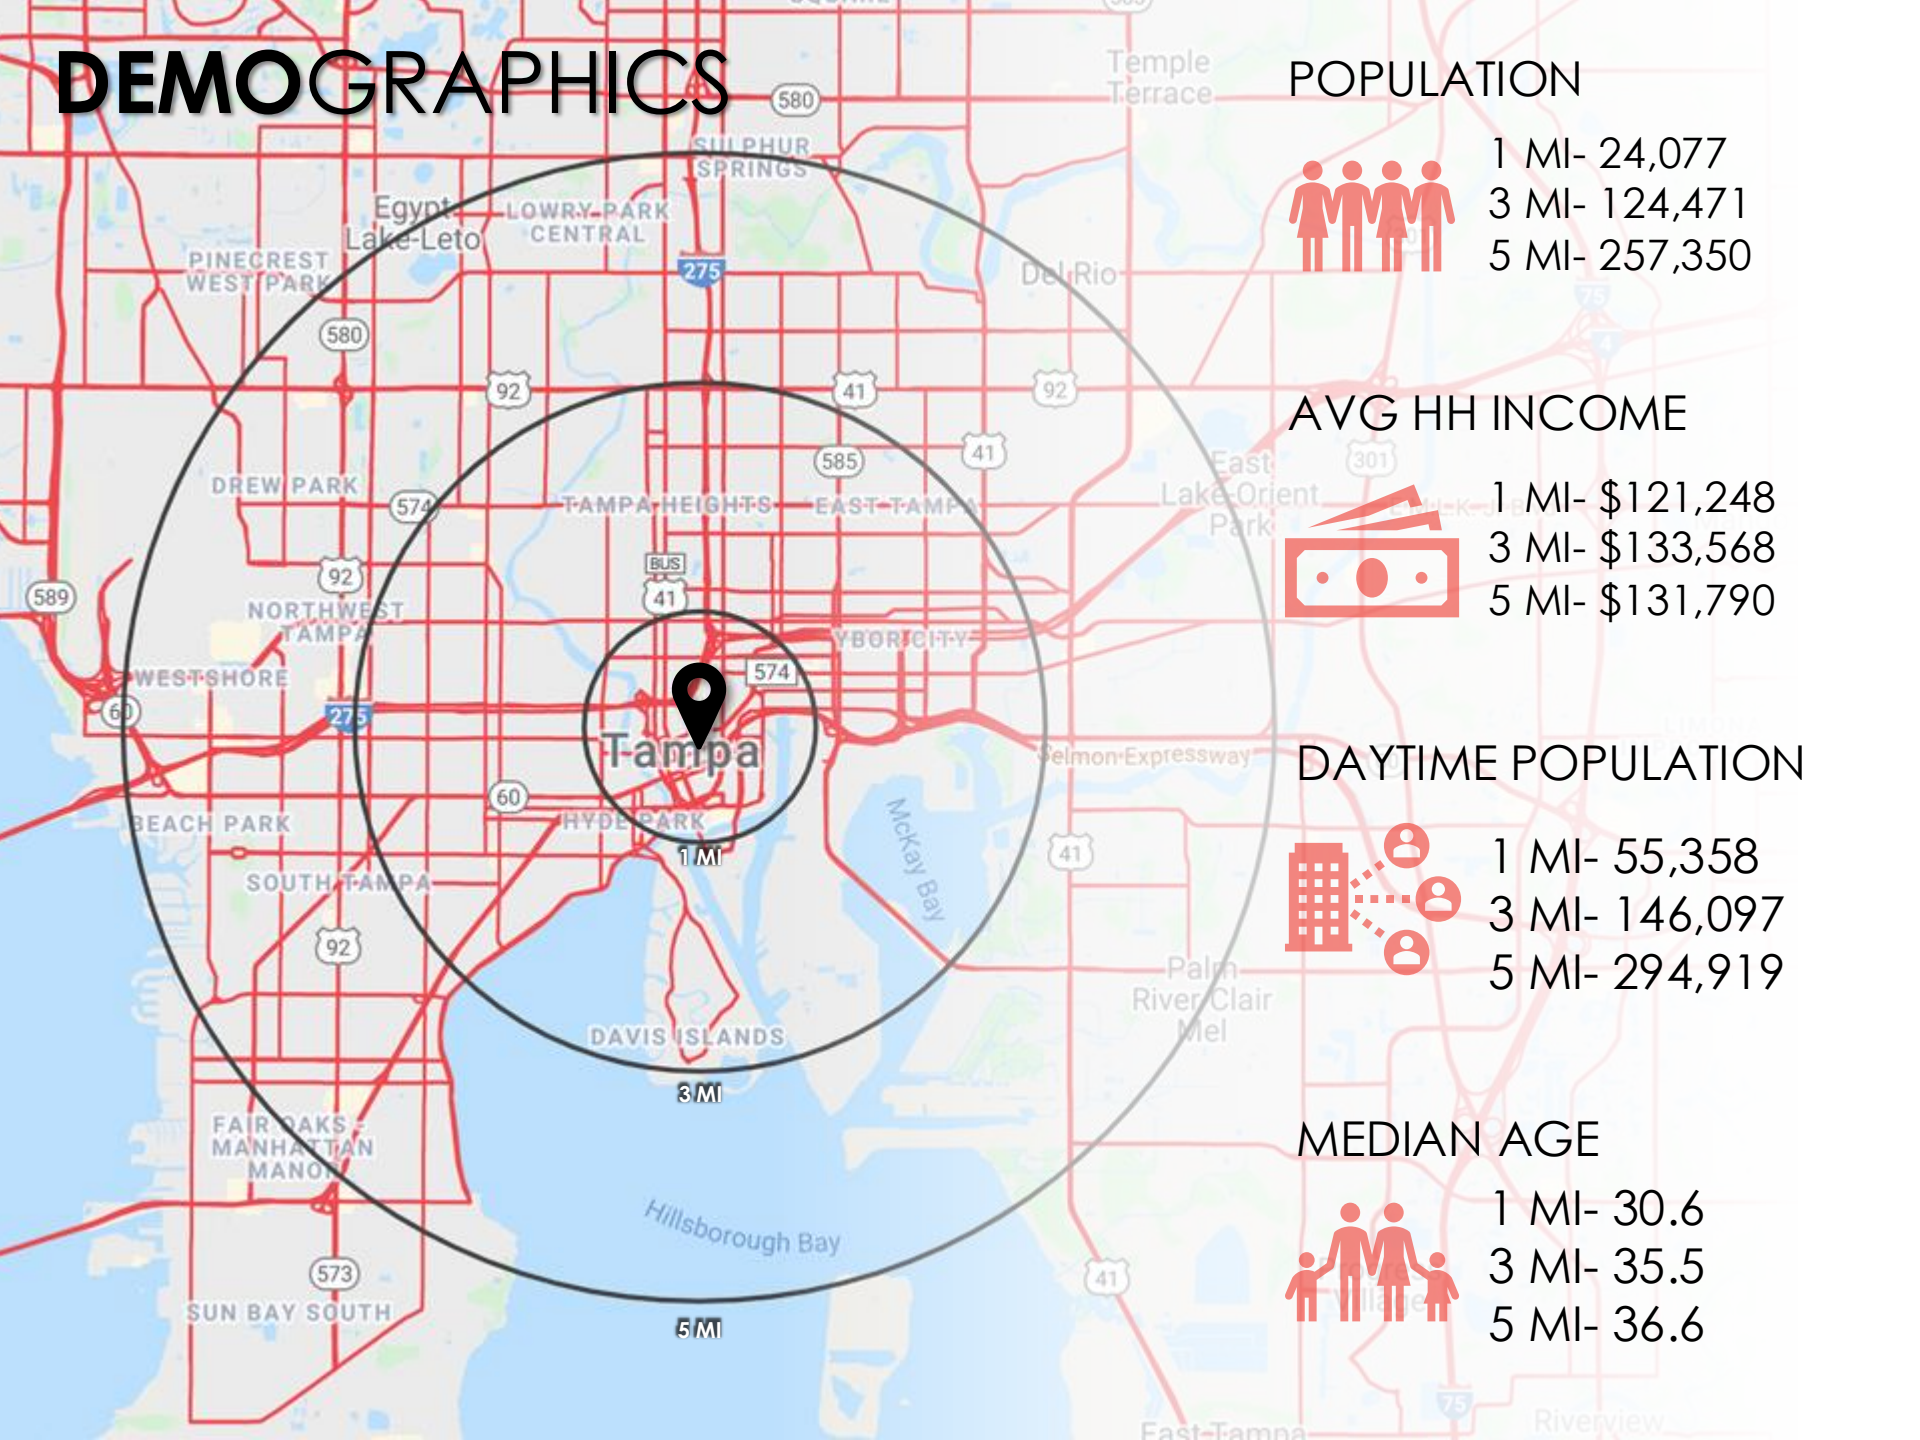 DEMOGRAPHICS
POPULATION
1 MI- 24,077
3 MI- 124,471
5 MI- 257,350
AVG HH INCOME
1 MI- $121,248
3 MI- $133,568
5 MI- $131,790
DAYTIME POPULATION
1 MI- 55,358
3 MI- 146,097
5 MI- 294,919
MEDIAN AGE
1 MI- 30.6
3 MI- 35.5
5 MI- 36.6
580
Temple
Terrace
SULPHUR
SPRINGS
Egypt
Lake-Leto
LOWRY PARK
CENTRAL
PINECREST
WEST PARK
275
Del Rio
75
580
4
92
41
92
585
41
301
East
Lake-Orient
Park
DREW PARK
574
TAMPA HEIGHTS
EAST TAMPA
BUS
41
92
589
NORTHWEST
TAMPA
YBOR CITY
574
WESTSHORE
60
275
Tampa
Selmon Expressway
60
BEACH PARK
HYDE PARK
1 MI
McKay Bay
41
SOUTH TAMPA
92
Palm
River/Clair
Mel
DAVIS ISLANDS
3 MI
FAIR OAKS -
MANHATTAN
MANOR
Hillsborough Bay
573
41
Progress
Village
SUN BAY SOUTH
5 MI
75
Riverview
East Tampa